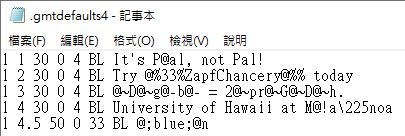 .gmtdefaults4 - 記事本
檔案(F) 編輯(E) 格式(O) 檢視(V) 說明
1 1 30 0 4 BL It's P@al, not Pal!
1 2 30 0 4 BL Try @%33%ZapfChancery@%% today
1 3 30 0 4 BL @~D@~g@-b@- = 2@~pr@~G@~D@~h.
1 4 30 0 4 BL University of Hawaii at M@!a\225noa
1 4.5 50 0 33 BL @;blue;@n